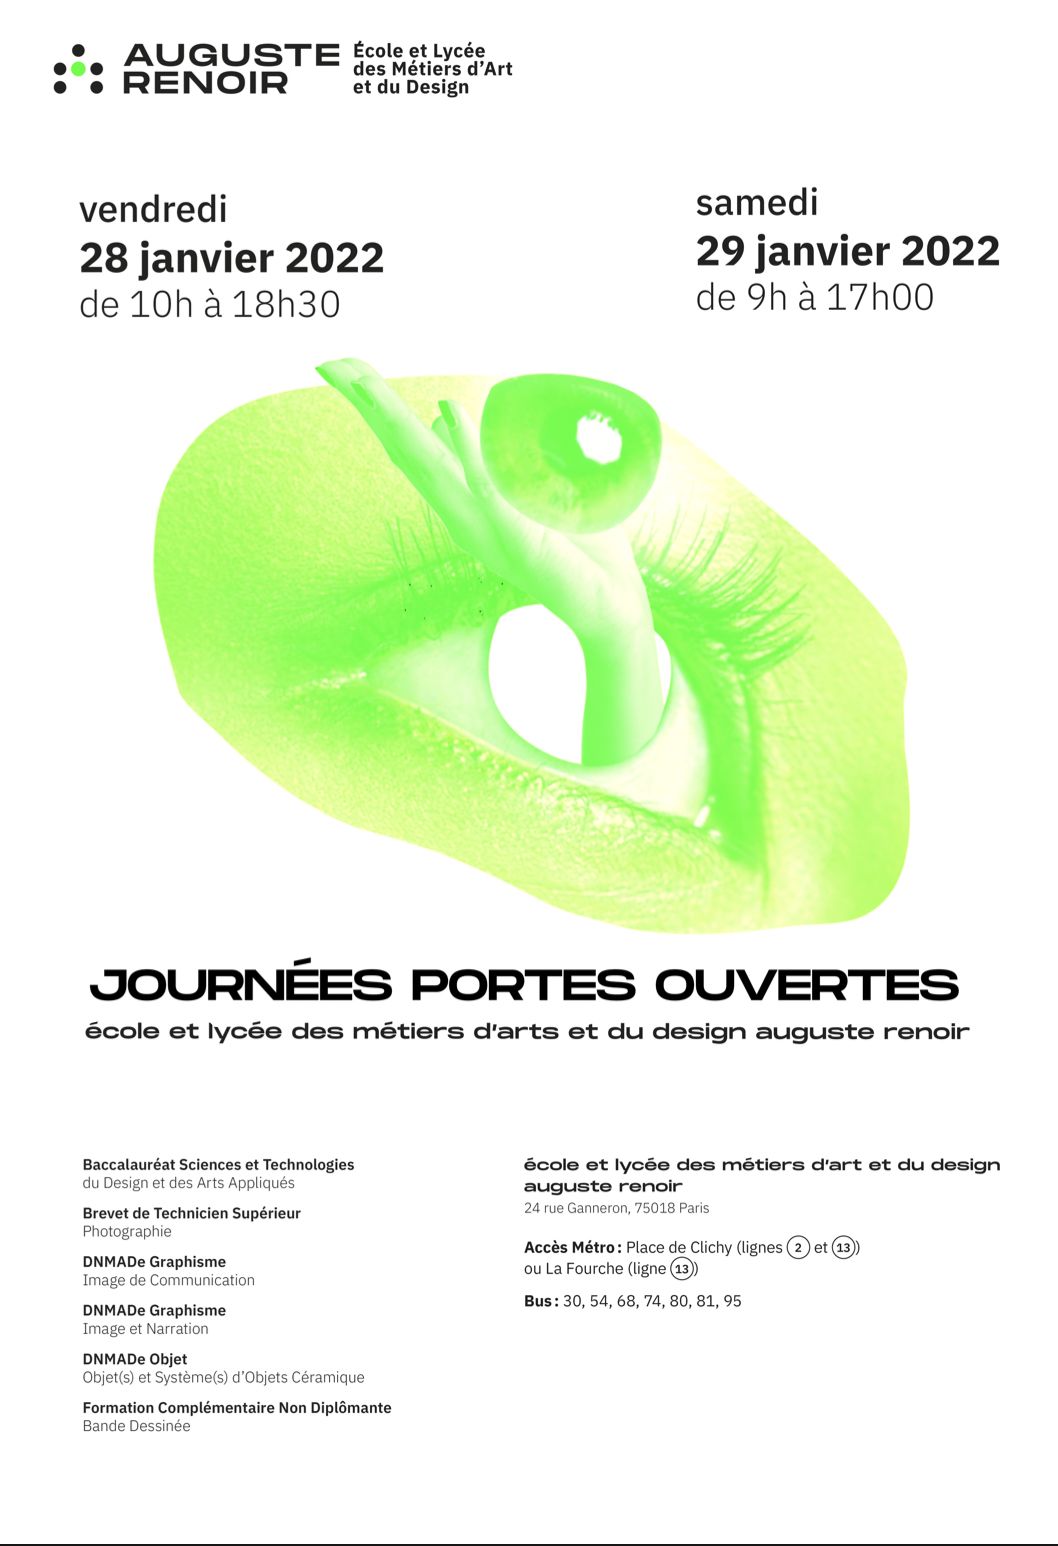 AUGUSTE
RENOIR
École et Lycée
des Métiers d’Art
et du Design
vendredi
28 janvier 2022
de 10h à 18h30
samedi
29 janvier 2022
de 9h à 17h00
JOURNÉES PORTES OUVERTES
école et lycée des métiers d’arts et du design auguste renoir
Baccalauréat Sciences et Technologies
du Design et des Arts Appliqués
Brevet de Technicien Supérieur
Photographie
DNMADe Graphisme
Image de Communication
DNMADe Graphisme
Image et Narration
DNMADe Objet
Objet(s) et Système(s) d’Objets Céramique
Formation Complémentaire Non Diplômante
Bande Dessinée
école et lycée des métiers d’art et du design
auguste renoir
24 rue Ganneron, 75018 Paris
Accès Métro : Place de Clichy (lignes 2 et 13)
ou La Fourche (ligne 13)
Bus : 30, 54, 68, 74, 80, 81, 95